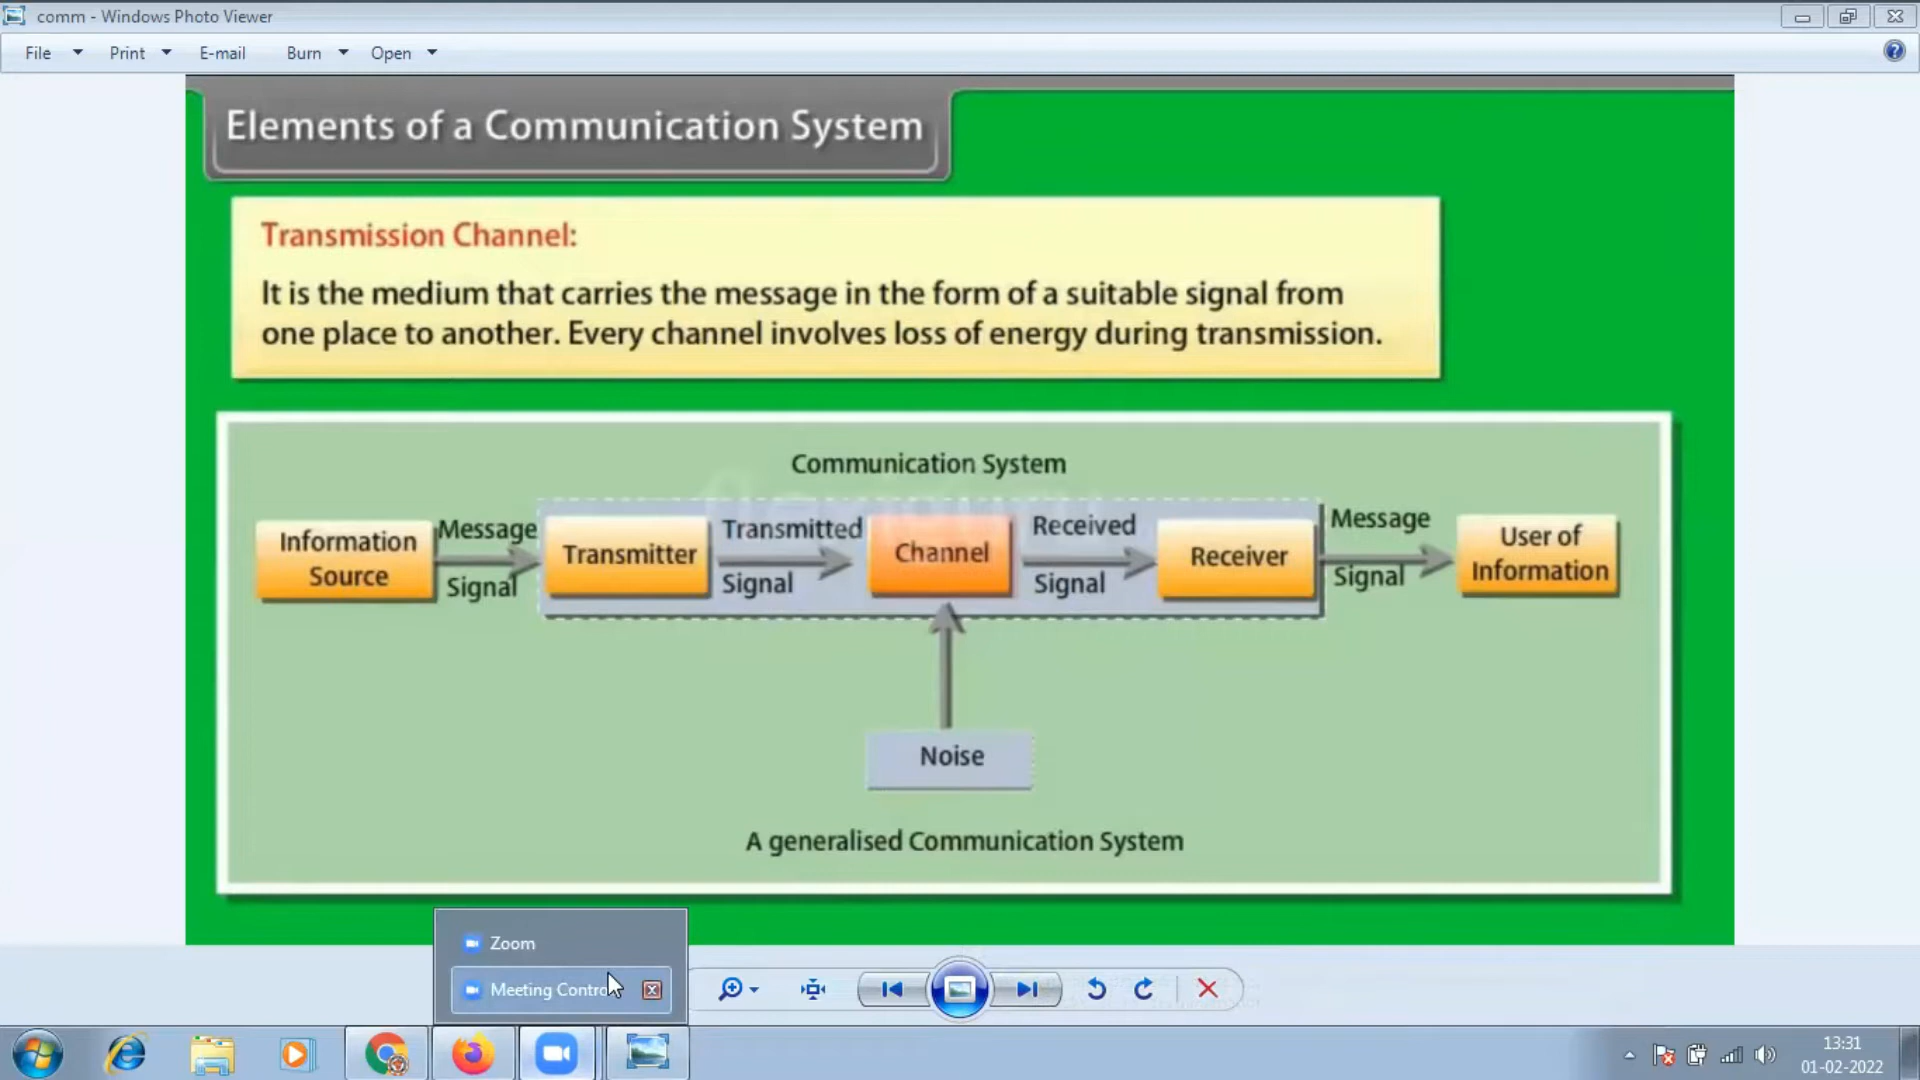 comm - Windows Photo Viewer
File Print E-mail Burn Open
Elements of a Communication System
Transmission Channel:
It is the medium that carries the message in the form of a suitable signal from
one place to another. Every channel involves loss of energy during transmission.
Communication System
Information
Source
Message
Signal
Transmitter
Transmitted
Signal
Channel
Received
Signal
Receiver
Message
Signal
User of
Information
Noise
A generalised Communication System
Zoom
Meeting Contro
13:31
01-02-2022